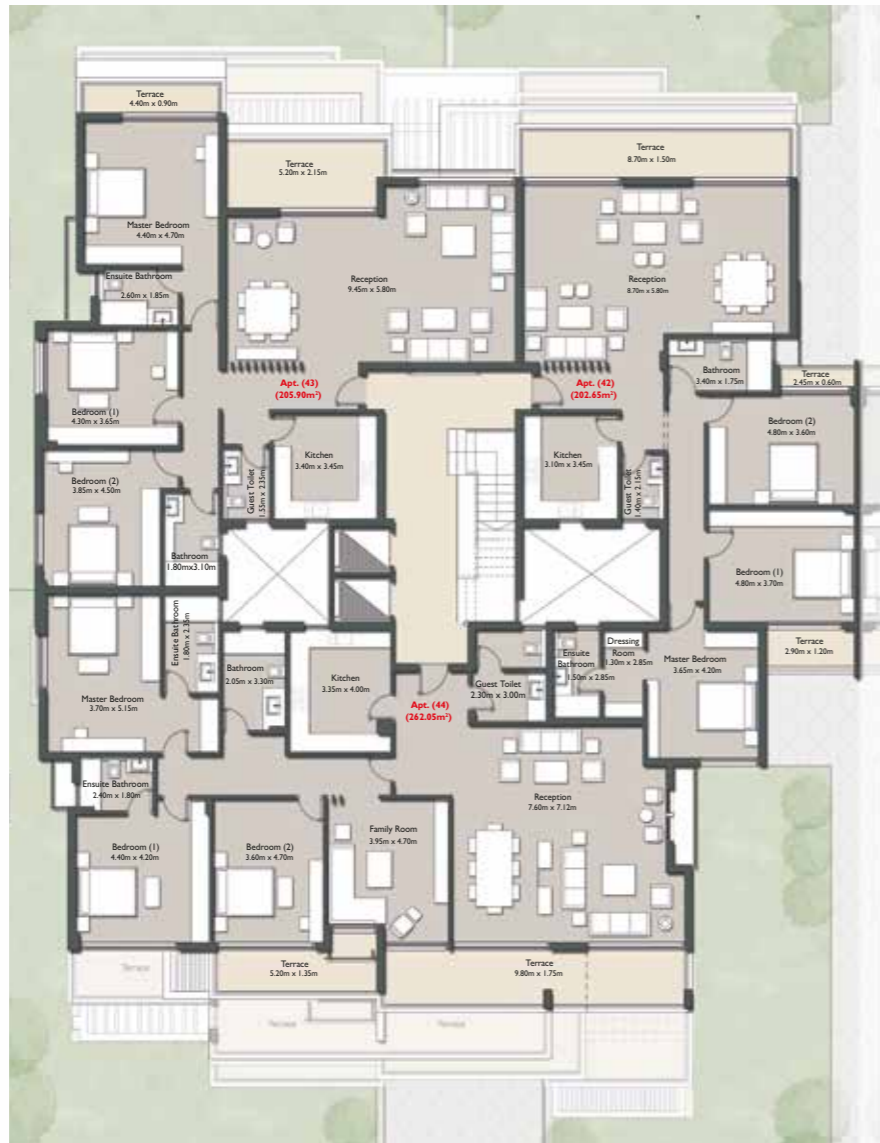 Terrace
4.40m x 0.90m
Terrace
5.20m x 2.15m
Terrace
8.70m x 1.50m
Master Bedroom
4.40m x 4.70m
Ensuite Bathroom
2.60m x 1.85m
Reception
9.45m x 5.80m
Reception
8.70m x 5.80m
Bedroom (1)
4.30m x 3.65m
Apt. (43)
(205.90m²)
Apt. (42)
(202.65m²)
Bathroom
3.40m x 1.75m
Terrace
2.45m x 0.60m
Bedroom (2)
4.80m x 3.60m
Bedroom (2)
3.85m x 4.50m
Guest Toilet
1.55m x 2.35m
Kitchen
3.40m x 3.45m
Kitchen
3.10m x 3.45m
Guest Toilet
1.40m x 2.15m
Bathroom
1.80mx3.10m
Bedroom (1)
4.80m x 3.70m
Ensuite Bathroom
1.80m x 2.35m
Master Bedroom
3.70m x 5.15m
Bathroom
2.05m x 3.30m
Kitchen
3.35m x 4.00m
Apt. (44)
(262.05m²)
Guest Toilet
2.30m x 3.00m
Ensuite
Bathroom
1.50m x 2.85m
Dressing
Room
1.30m x 2.85m
Master Bedroom
3.65m x 4.20m
Terrace
2.90m x 1.20m
Ensuite Bathroom
2.40m x 1.80m
Reception
7.60m x 7.12m
Bedroom (1)
4.40m x 4.20m
Bedroom (2)
3.60m x 4.70m
Family Room
3.95m x 4.70m
Terrace
Terrace
5.20m x 1.35m
Terrace
9.80m x 1.75m
Terrace
Terrace